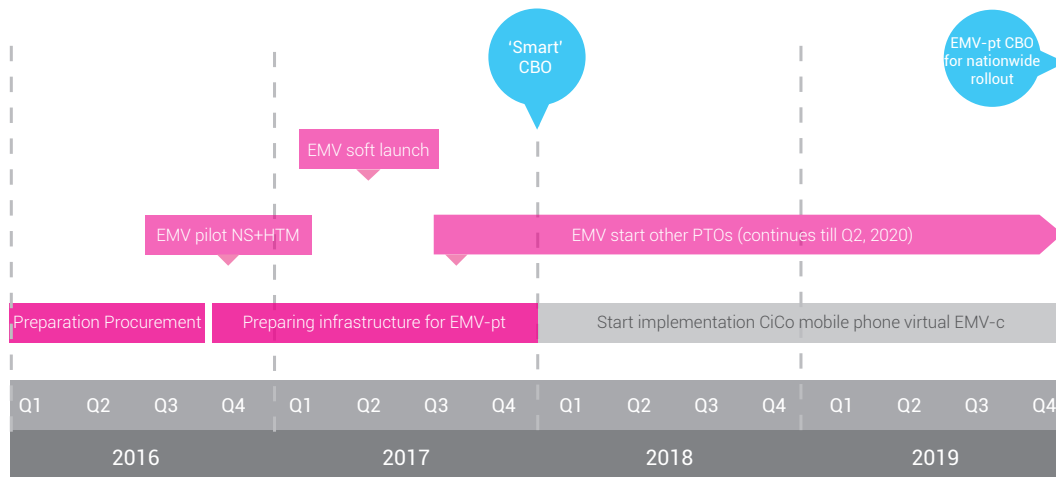 'Smart'
CBO
EMV-pt CBO
for nationwide
rollout
EMV soft launch
EMV pilot NS+HTM
EMV start other PTOs (continues till Q2, 2020)
Preparation Procurement
Preparing infrastructure for EMV-pt
Start implementation CiCo mobile phone virtual EMV-c
Q1 Q2 Q3 Q4 Q1 Q2 Q3 Q4 Q1 Q2 Q3 Q4 Q1 Q2 Q3 Q4
2016 2017 2018 2019